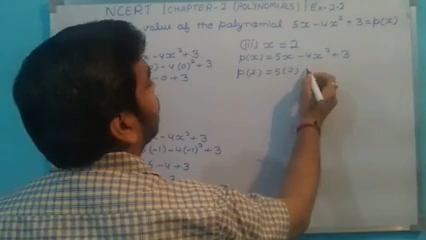 NCERT | CHAPTER-2 (POLYNOMIALS) | Ex-2.2
value of the polynomial 5x - 4x² + 3 = p(x)
- 4x² + 3
) - 4(0)² + 3
- 0 + 3
- 4x² + 3
(-1) - 4(-1)² + 3
5 - 4 + 3
(iii) x = 2
p(x) = 5x - 4x² + 3
p(2) = 5(2)